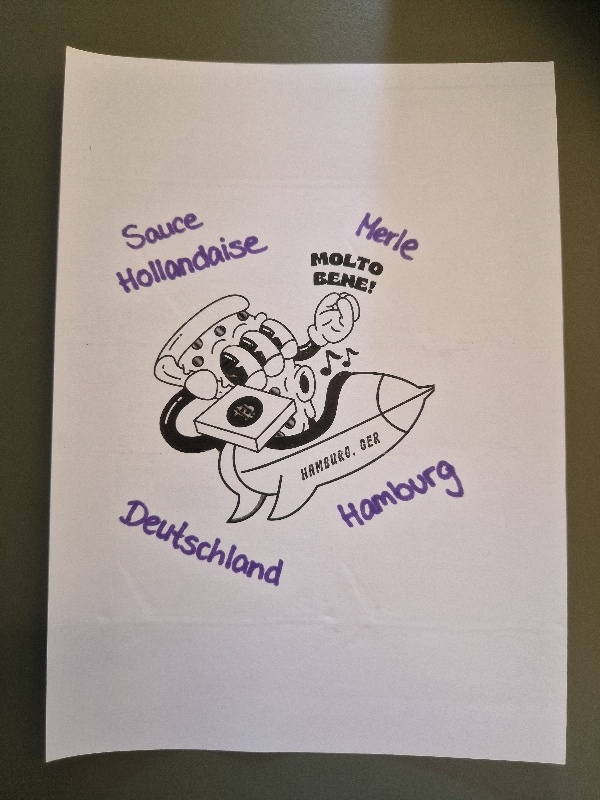 Sauce
Hollandaise
Merle
MOLTO
BENE!
HAMBURG, GER
Hamburg
Deutschland